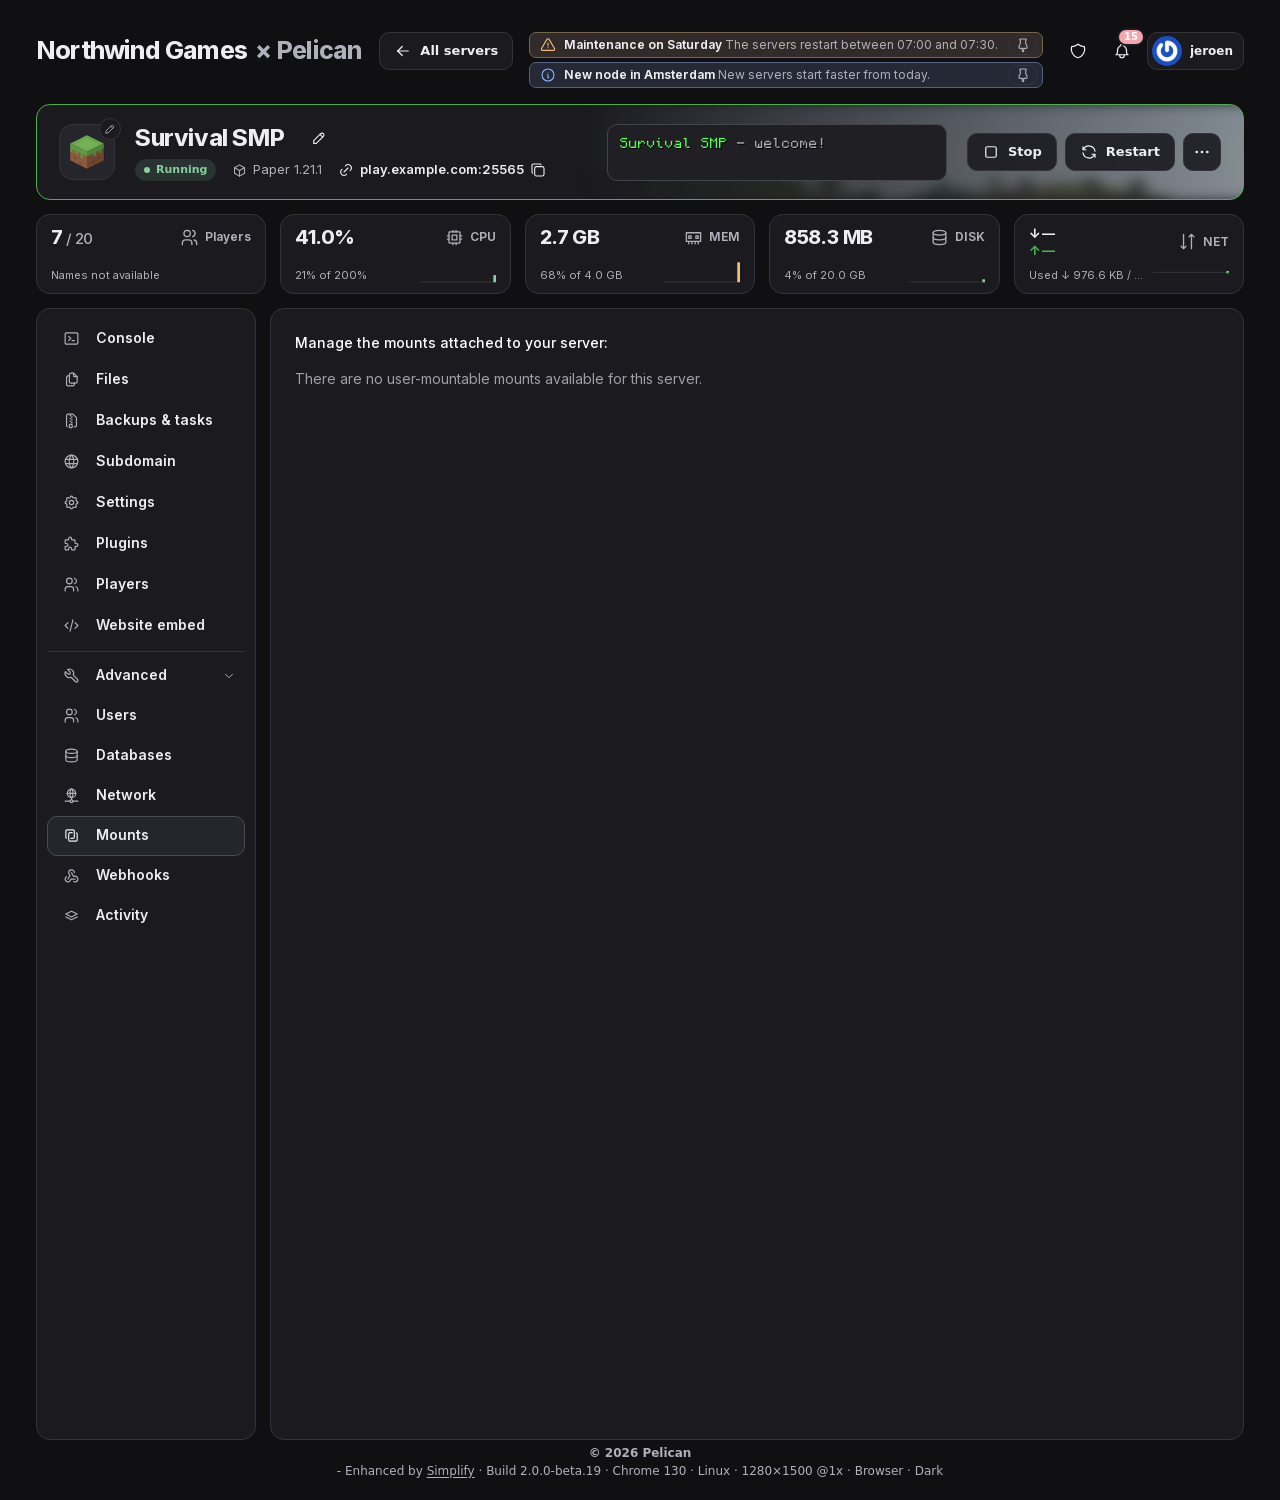 Northwind Games × Pelican
All servers
Maintenance on Saturday The servers restart between 07:00 and 07:30.
New node in Amsterdam New servers start faster from today.
15
jeroen
Survival SMP
Running
Paper 1.21.1
play.example.com:25565
Survival SMP - welcome!
Stop
Restart
7 / 20
Players
Names not available
41.0%
CPU
21% of 200%
2.7 GB
MEM
68% of 4.0 GB
858.3 MB
DISK
4% of 20.0 GB
↓—
↑—
NET
Used ↓ 976.6 KB / ...
Console
Files
Backups & tasks
Subdomain
Settings
Plugins
Players
Website embed
Advanced
Users
Databases
Network
Mounts
Webhooks
Activity
Manage the mounts attached to your server:
There are no user-mountable mounts available for this server.
© 2026 Pelican
- Enhanced by Simplify · Build 2.0.0-beta.19 · Chrome 130 · Linux · 1280×1500 @1x · Browser · Dark